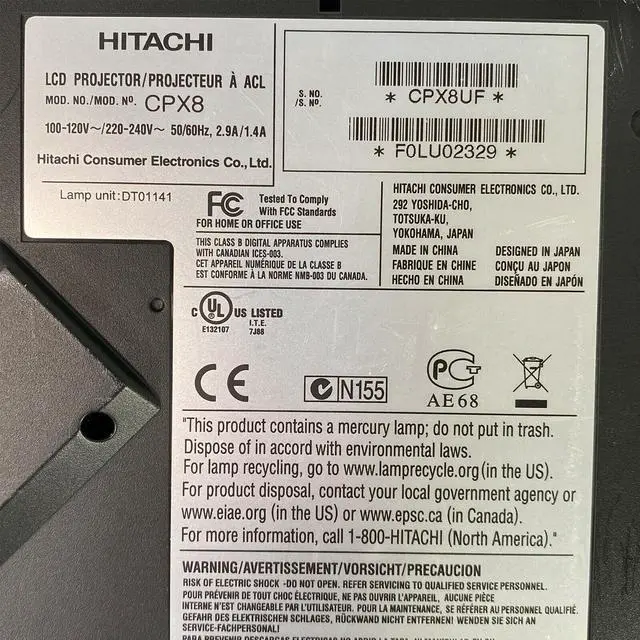 HITACHI
LCD PROJECTOR/PROJECTEUR À ACL
MOD. NO./MOD. Nº. CPX8
100-120V~/220-240V~ 50/60Hz, 2.9A/1.4A
Hitachi Consumer Electronics Co., Ltd.
S. NO.
/S. Nº.
* CPX8UF *
* F0LU02329 *
Lamp unit:DT01141
FC Tested To Comply
With FCC Standards
FOR HOME OR OFFICE USE
THIS CLASS B DIGITAL APPARATUS COMPLIES
WITH CANADIAN ICES-003.
CET APPAREIL NUMÉRIQUE DE LA CLASSE B
EST CONFORME À LA NORME NMB-003 DU CANADA.
HITACHI CONSUMER ELECTRONICS CO., LTD.
292 YOSHIDA-CHO,
TOTSUKA-KU,
YOKOHAMA, JAPAN
MADE IN CHINA DESIGNED IN JAPAN
FABRIQUE EN CHINE CONÇU AU JAPON
HECHO EN CHINA DISEÑADO EN JAPÓN
C UL US LISTED
E132107 I.T.E.
7J88
CE
N155
PCT
AE68
"This product contains a mercury lamp; do not put in trash.
Dispose of in accord with environmental laws.
For lamp recycling, go to www.lamprecycle.org (in the US).
For product disposal, contact your local government agency or
www.eiae.org (in the US) or www.epsc.ca (in Canada).
For more information, call 1-800-HITACHI (North America)."
WARNING/AVERTISSEMENT/VORSICHT/PRECAUCION
RISK OF ELECTRIC SHOCK -DO NOT OPEN. REFER SERVICING TO QUALIFIED SERVICE PERSONNEL.
POUR PRÉVENIR DE TOUT CHOC ÉLECTRIQUE, NE PAS OUVRIR L'APPAREIL, AUCUNE PIÈCE
INTERNE N'EST CHANGEABLE PAR L'UTILISATEUR. POUR LA MAINTENANCE, SE RÉFÉRER AU PERSONNEL QUALIFIÉ.
GEFAHR DES ELEKTRISCHEN SCHLAGES, RÜCKWAND NICHT ENTFERNEN! WENDEN SIE SICH AN
SERVICE-FACHPERSONAL!